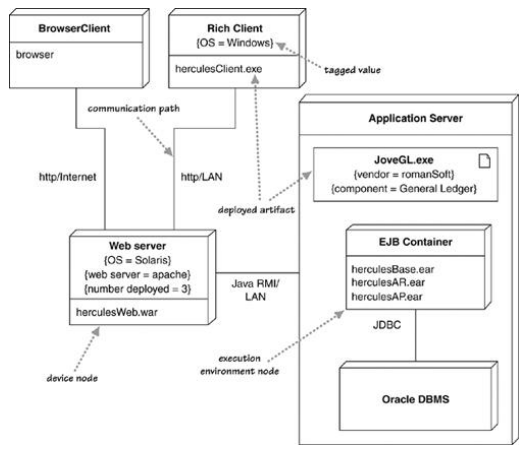 BrowserClient
browser
Rich Client
{OS = Windows}
herculesClient.exe
tagged value
communication path
http/Internet
http/LAN
deployed artifact
Application Server
JoveGL.exe
{vendor = romanSoft}
{component = General Ledger}
Web server
{OS = Solaris}
{web server = apache}
{number deployed = 3}
herculesWeb.war
Java RMI/
LAN
EJB Container
herculesBase.ear
herculesAR.ear
herculesAP.ear
JDBC
device node
execution
environment node
Oracle DBMS